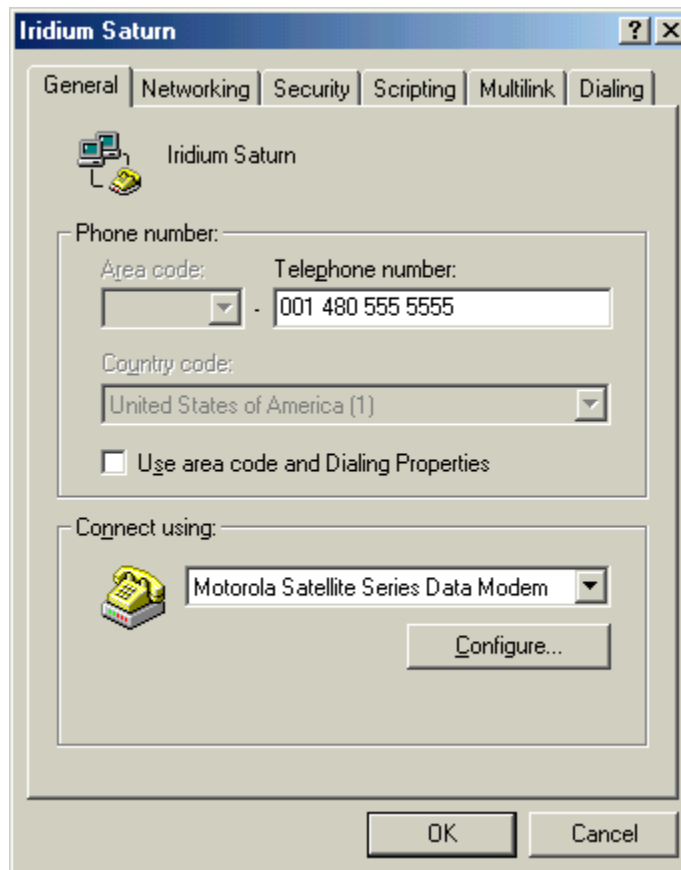 Iridium Saturn
General Networking Security Scripting Multilink Dialing
Iridium Saturn
Phone number:
Area code: Telephone number:
- 001 480 555 5555
Country code:
United States of America (1)
Use area code and Dialing Properties
Connect using:
Motorola Satellite Series Data Modem
Configure...
OK Cancel